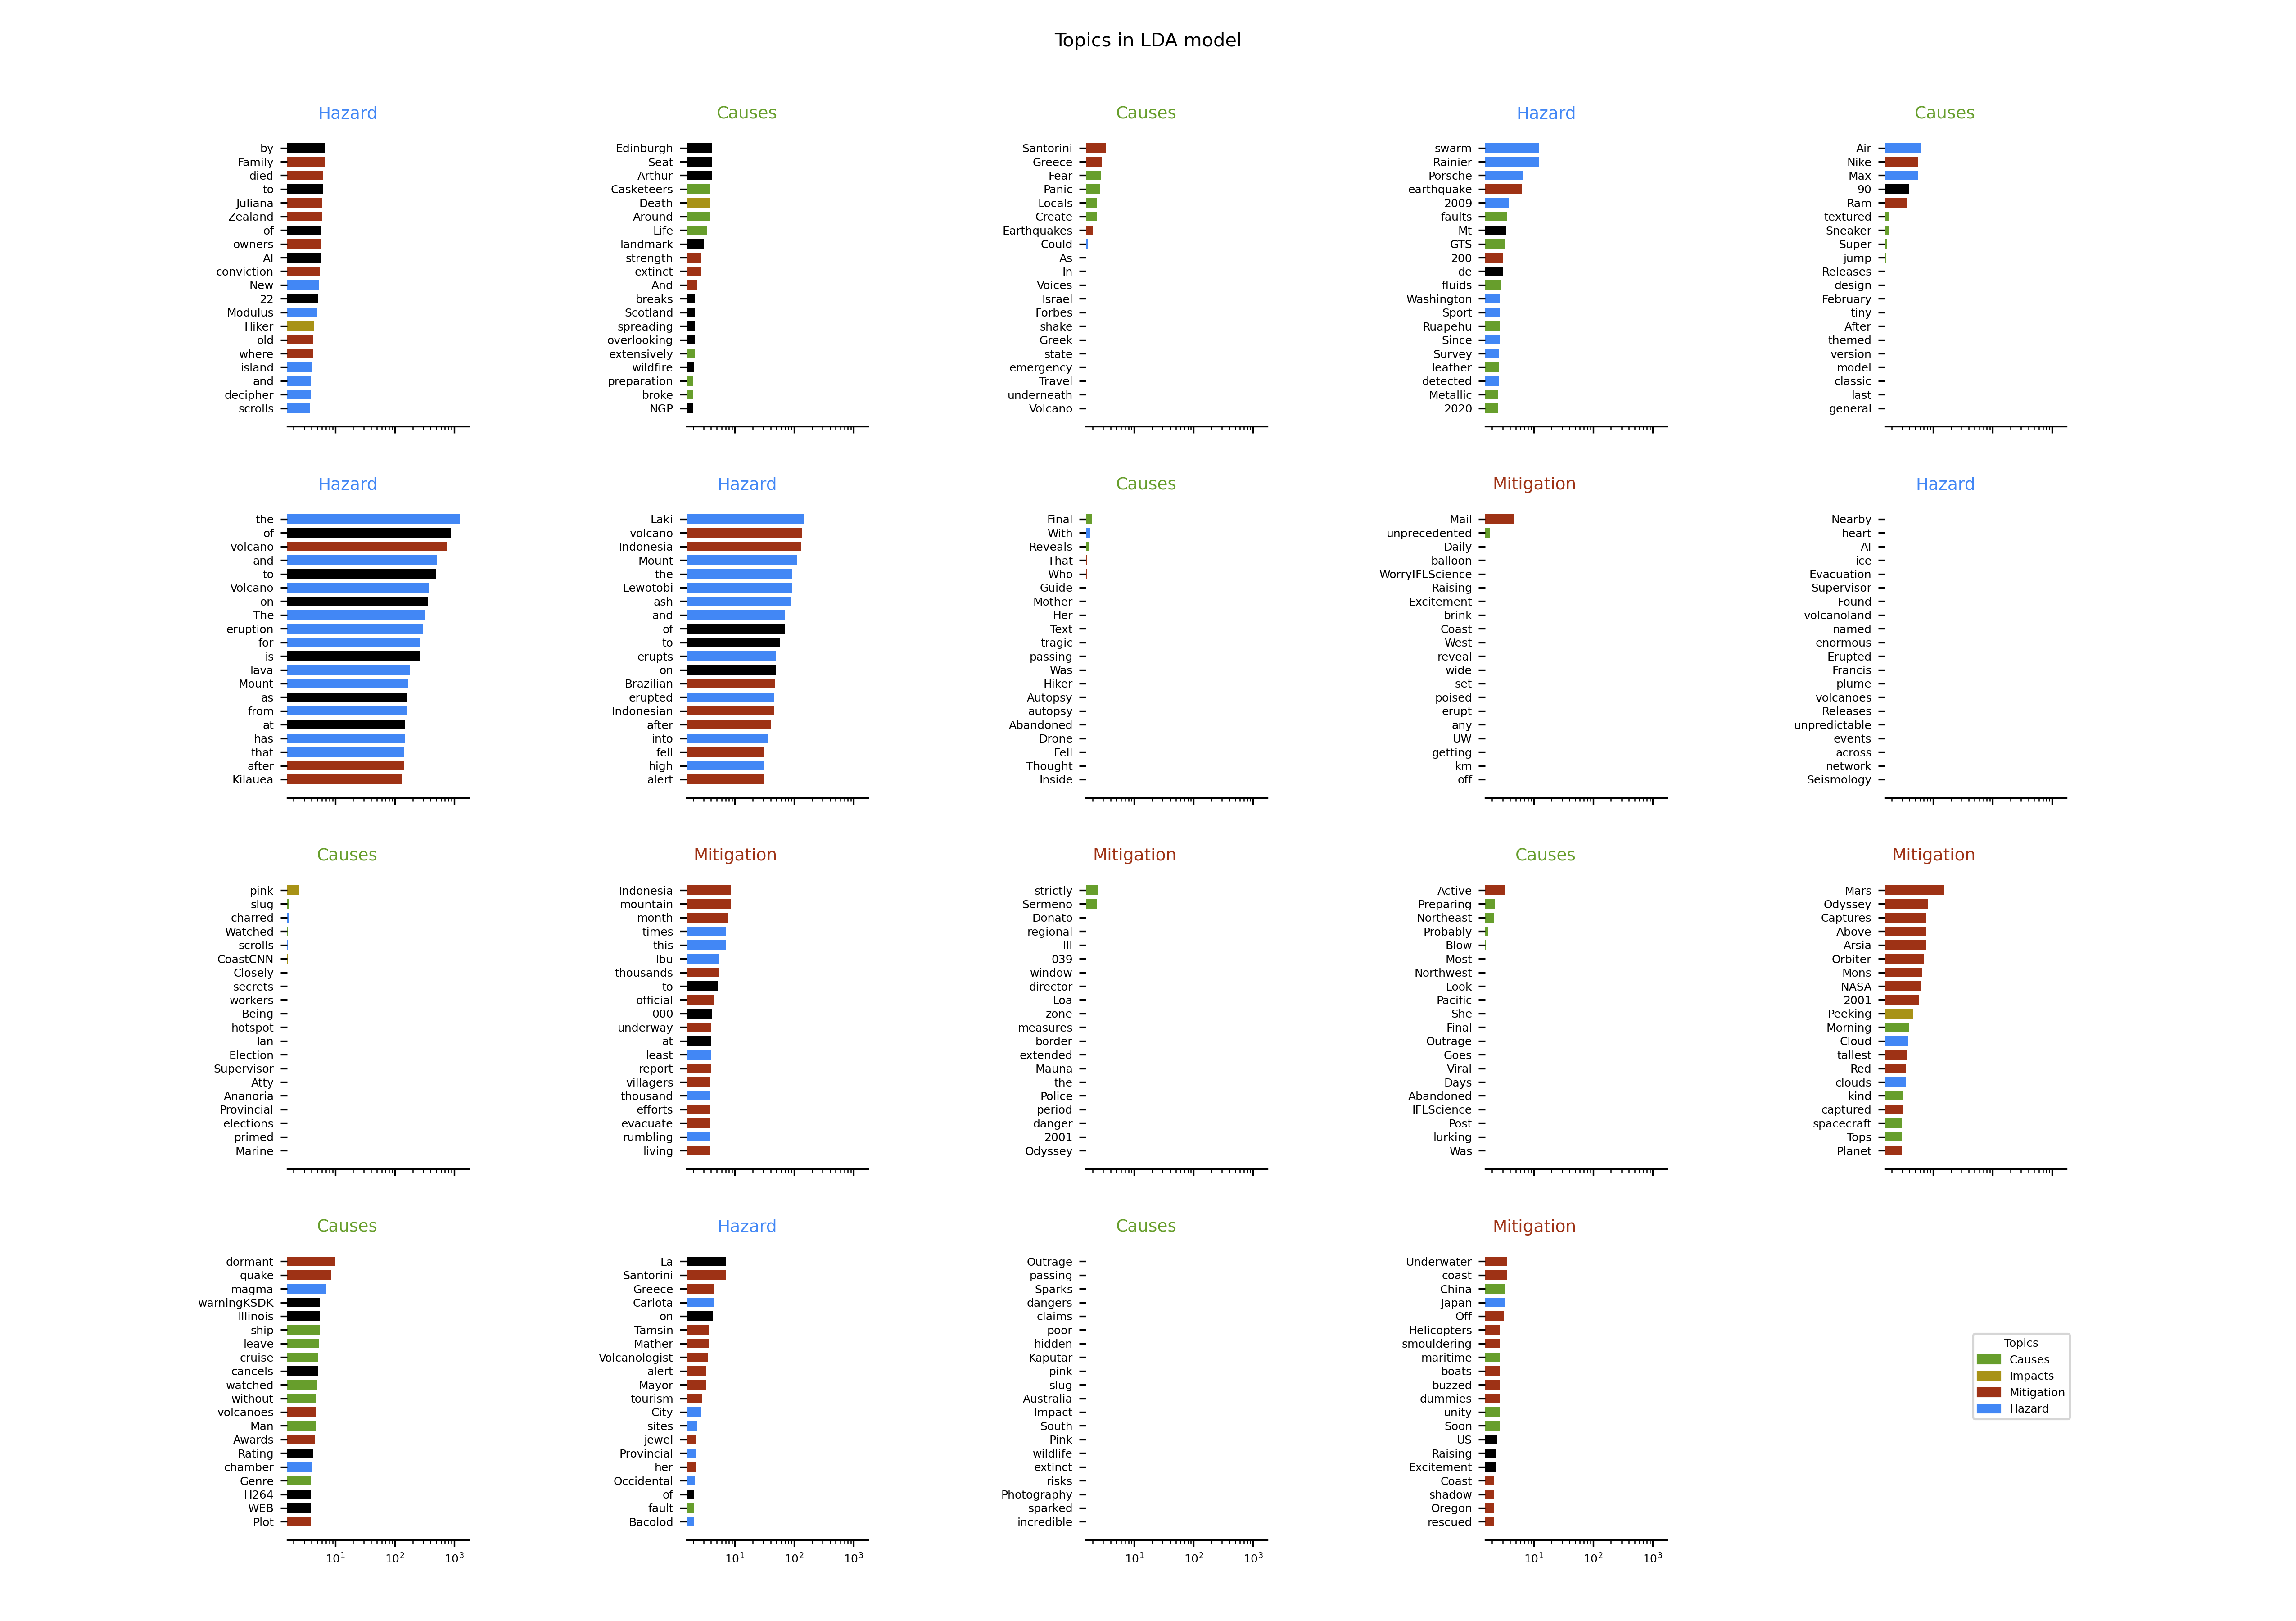 Topics in LDA model
Hazard
by
Family
died
to
Juliana
Zealand
of
owners
AI
conviction
New
22
Modulus
Hiker
old
where
island
and
decipher
scrolls
Causes
Edinburgh
Seat
Arthur
Casketeers
Death
Around
Life
landmark
strength
extinct
And
breaks
Scotland
spreading
overlooking
extensively
wildfire
preparation
broke
NGP
Causes
Santorini
Greece
Fear
Panic
Locals
Create
Earthquakes
Could
As
In
Voices
Israel
Forbes
shake
Greek
state
emergency
Travel
underneath
Volcano
Hazard
swarm
Rainier
Porsche
earthquake
2009
faults
Mt
GTS
200
de
fluids
Washington
Sport
Ruapehu
Since
Survey
leather
detected
Metallic
2020
Causes
Air
Nike
Max
90
Ram
textured
Sneaker
Super
jump
Releases
design
February
tiny
After
themed
version
model
classic
last
general
Hazard
the
of
volcano
and
to
Volcano
on
The
eruption
for
is
lava
Mount
as
from
at
has
that
after
Kilauea
Hazard
Laki
volcano
Indonesia
Mount
the
Lewotobi
ash
and
of
to
erupts
on
Brazilian
erupted
Indonesian
after
into
fell
high
alert
Causes
Final
With
Reveals
That
Who
Guide
Mother
Her
Text
tragic
passing
Was
Hiker
Autopsy
autopsy
Abandoned
Drone
Fell
Thought
Inside
Mitigation
Mail
unprecedented
Daily
balloon
WorryIFLScience
Raising
Excitement
brink
Coast
West
reveal
wide
set
poised
erupt
any
UW
getting
km
off
Hazard
Nearby
heart
AI
ice
Evacuation
Supervisor
Found
volcanoland
named
enormous
Erupted
Francis
plume
volcanoes
Releases
unpredictable
events
across
network
Seismology
Causes
pink
slug
charred
Watched
scrolls
CoastCNN
Closely
secrets
workers
Being
hotspot
Ian
Election
Supervisor
Atty
Ananoria
Provincial
elections
primed
Marine
Mitigation
Indonesia
mountain
month
times
this
Ibu
thousands
to
official
000
underway
at
least
report
villagers
thousand
efforts
evacuate
rumbling
living
Mitigation
strictly
Sermeno
Donato
regional
III
039
window
director
Loa
zone
measures
border
extended
Mauna
the
Police
period
danger
2001
Odyssey
Causes
Active
Preparing
Northeast
Probably
Blow
Most
Northwest
Look
Pacific
She
Final
Outrage
Goes
Viral
Days
Abandoned
IFLScience
Post
lurking
Was
Mitigation
Mars
Odyssey
Captures
Above
Arsia
Orbiter
Mons
NASA
2001
Peeking
Morning
Cloud
tallest
Red
clouds
kind
captured
spacecraft
Tops
Planet
Causes
dormant
quake
magma
warningKSDK
Illinois
ship
leave
cruise
cancels
watched
without
volcanoes
Man
Awards
Rating
chamber
Genre
H264
WEB
Plot
10¹ 10² 10³
Hazard
La
Santorini
Greece
Carlota
on
Tamsin
Mather
Volcanologist
alert
Mayor
tourism
City
sites
jewel
Provincial
her
Occidental
of
fault
Bacolod
10¹ 10² 10³
Causes
Outrage
passing
Sparks
dangers
claims
poor
hidden
Kaputar
pink
slug
Australia
Impact
South
Pink
wildlife
extinct
risks
Photography
sparked
incredible
10¹ 10² 10³
Mitigation
Underwater
coast
China
Japan
Off
Helicopters
smouldering
maritime
boats
buzzed
dummies
unity
Soon
US
Raising
Excitement
Coast
shadow
Oregon
rescued
10¹ 10² 10³
Topics
Causes
Impacts
Mitigation
Hazard